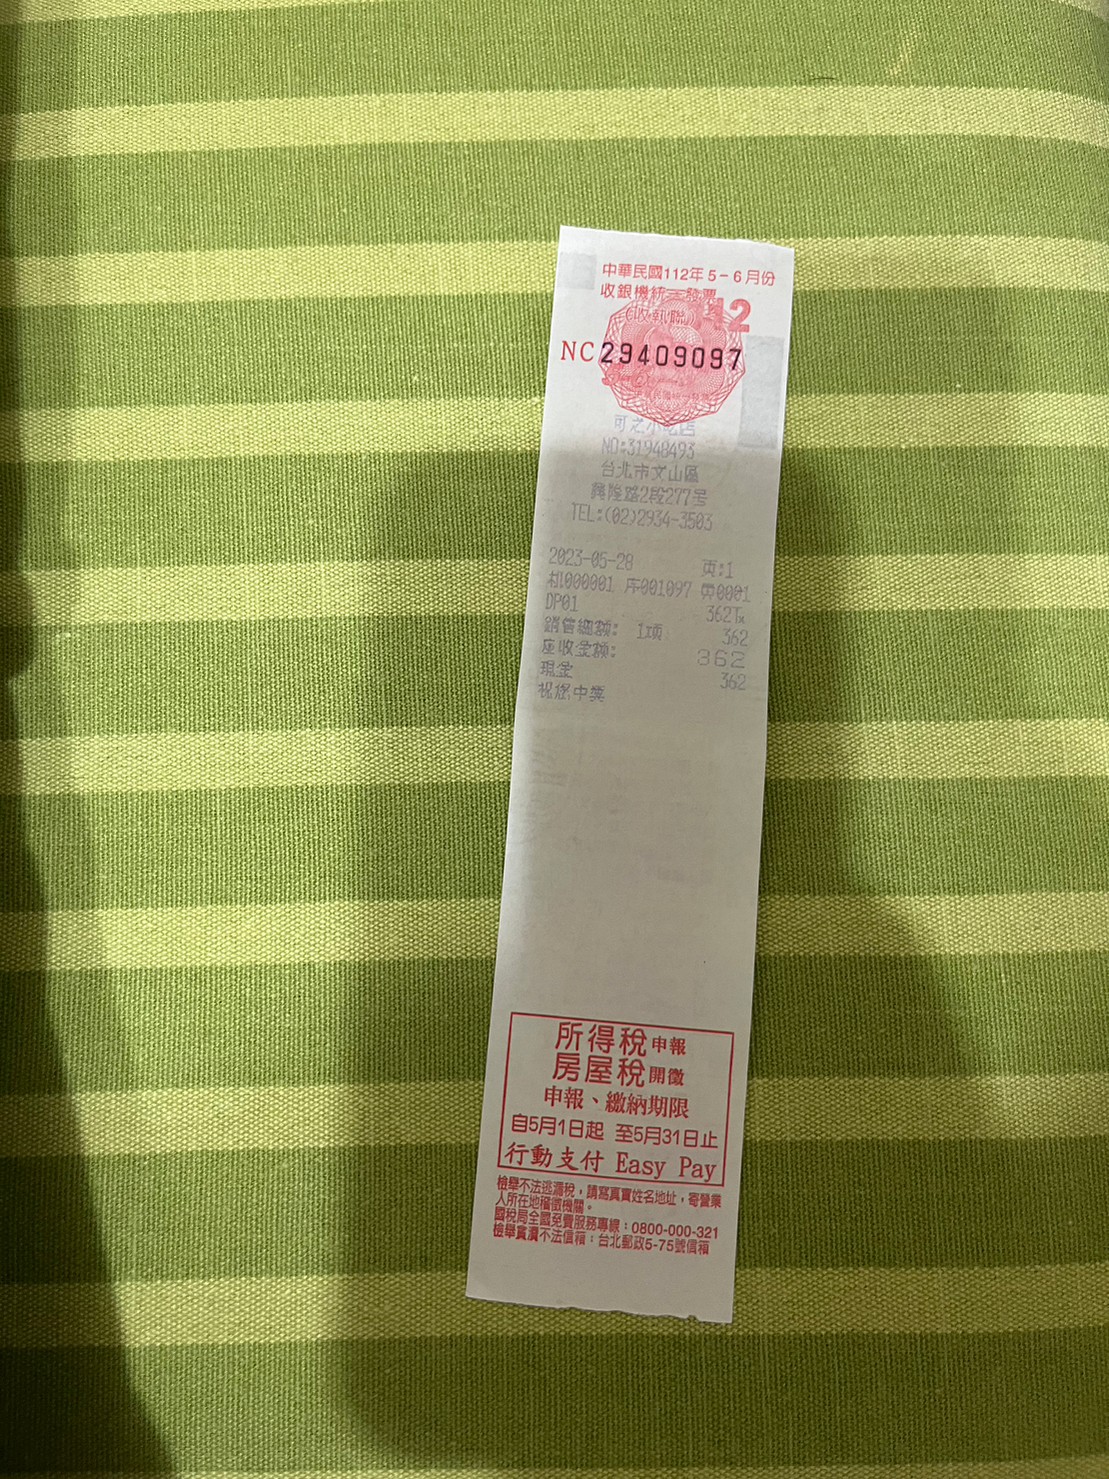 中華民國112年5-6月份
收銀機統一發票
(收執聯) 12
NC29409097
可之小吃店
NO:31948493
台北市文山區
興隆路2段277号
TEL:(02)2934-3503
2023-05-28 页:1
机000001 序001097 員0001
DP01 362Tx
銷售總額: 1项 362
應收金额: 362
現金 362
祝您中獎
所得稅申報
房屋稅開徵
申報、繳納期限
自5月1日起 至5月31日止
行動支付 Easy Pay
檢舉不法逃漏稅，請寫真實姓名地址，寄營業
人所在地稽徵機關。
國稅局全國免費服務專線：0800-000-321
檢舉貪瀆不法信箱：台北郵政5-75號信箱